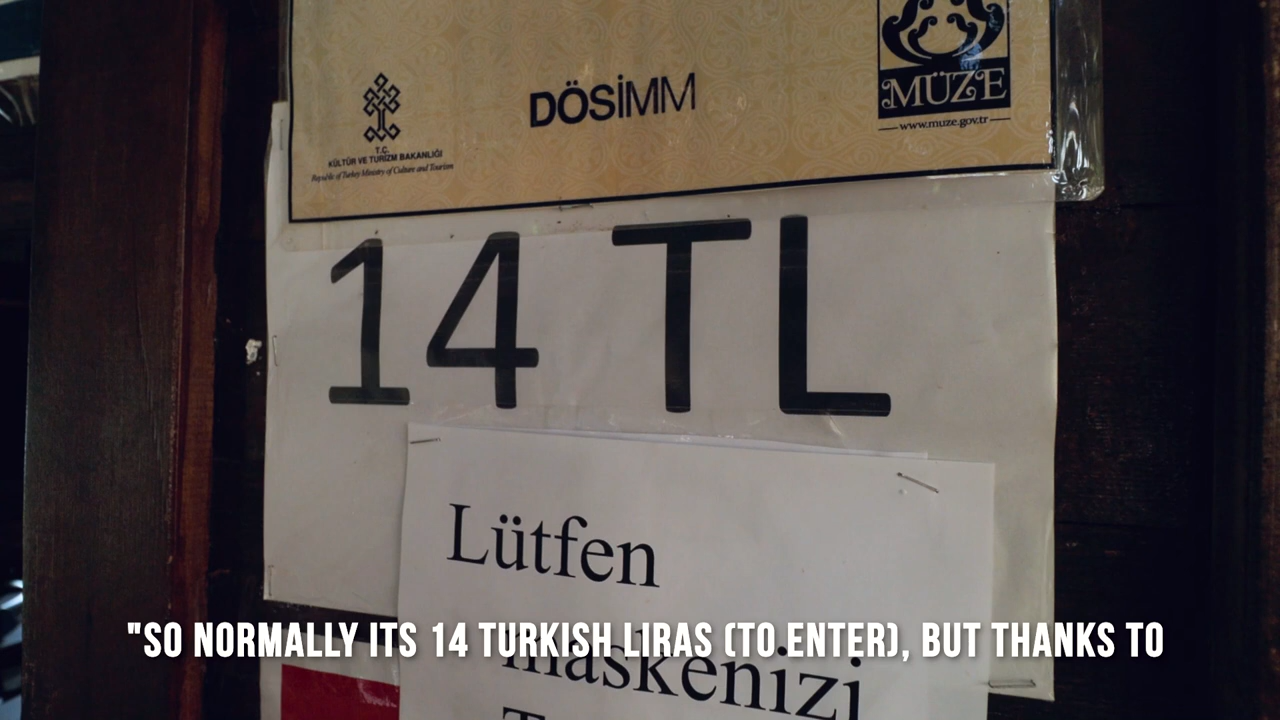 MÜZE
www.muze.gov.tr
DÖSİMM
T.C.
KÜLTÜR VE TURİZM BAKANLIĞI
Republic of Turkey Ministry of Culture and Tourism
14 TL
Lütfen
maskenizi
"SO NORMALLY ITS 14 TURKISH LIRAS (TO ENTER), BUT THANKS TO